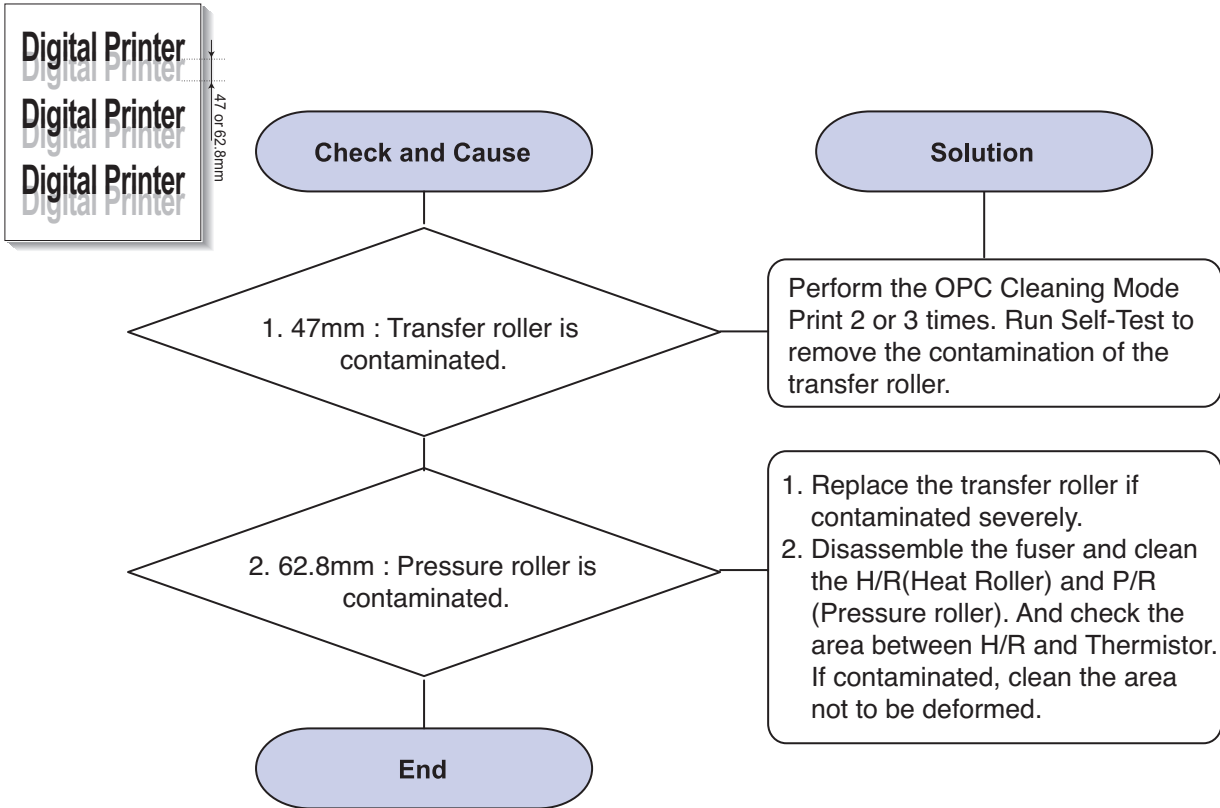 Digital Printer
Digital Printer
Digital Printer
Digital Printer
Digital Printer
Digital Printer
47 or 62.8mm
Check and Cause
Solution
1. 47mm : Transfer roller is
contaminated.
Perform the OPC Cleaning Mode
Print 2 or 3 times. Run Self-Test to
remove the contamination of the
transfer roller.
2. 62.8mm : Pressure roller is
contaminated.
1. Replace the transfer roller if
contaminated severely.
2. Disassemble the fuser and clean
the H/R(Heat Roller) and P/R
(Pressure roller). And check the
area between H/R and Thermistor.
If contaminated, clean the area
not to be deformed.
End